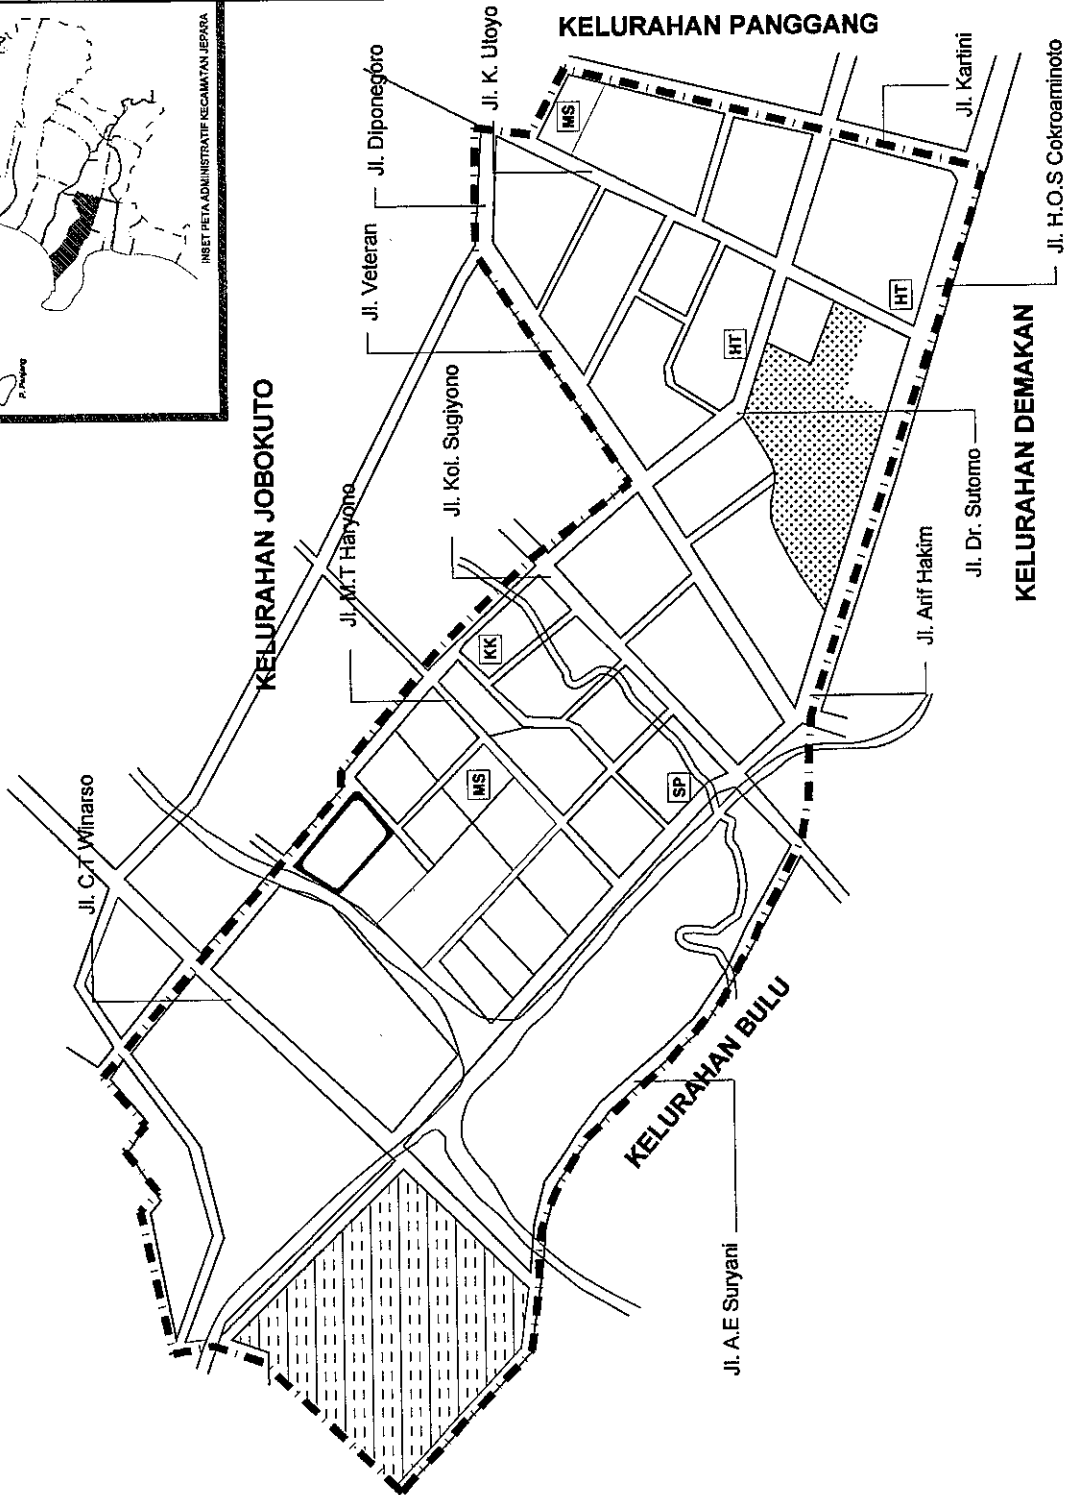 KELURAHAN PANGGANG
INSET PETA ADMINISTRATIF KECAMATAN JEPARA
P. Panjang
Jl. K. Utoyo
Jl. Diponegoro
Jl. Veteran
Jl. Kartini
Jl. H.O.S Cokroaminoto
KELURAHAN JOBOKUTO
Jl. Kol. Sugiyono
Jl. M.T Haryono
Jl. C.T Winarso
MS
HT
HT
KK
MS
SP
Jl. Dr. Sutomo
KELURAHAN DEMAKAN
Jl. Arif Hakim
KELURAHAN BULU
Jl. A.E Suryani